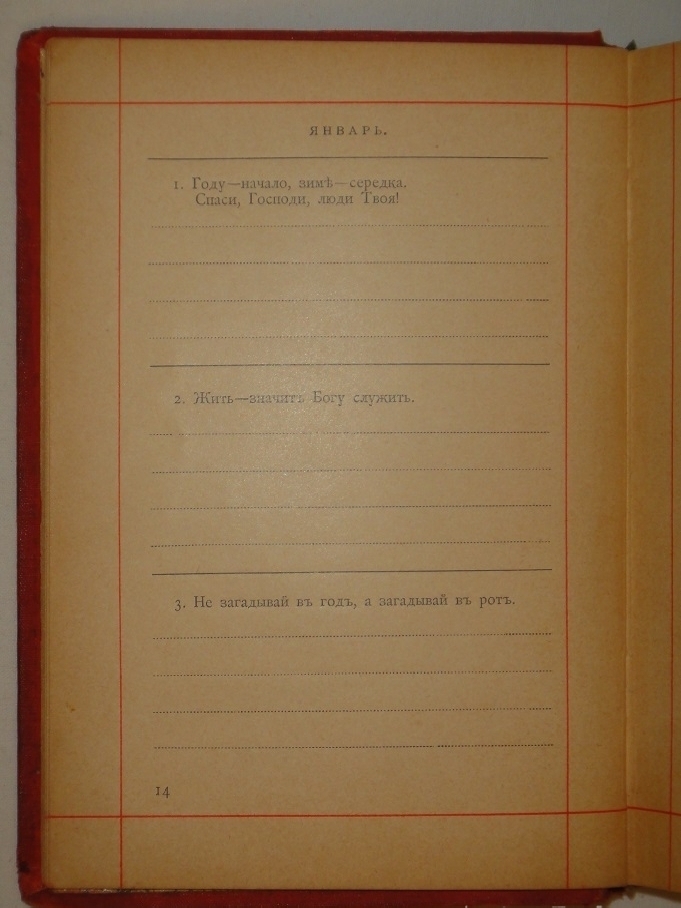 ЯНВАРЬ.
1. Году—начало, зимѣ—середка.
Спаси, Господи, люди Твоя!
2. Жить—значитъ Богу служить.
3. Не загадывай въ годъ, а загадывай въ ротъ.
14